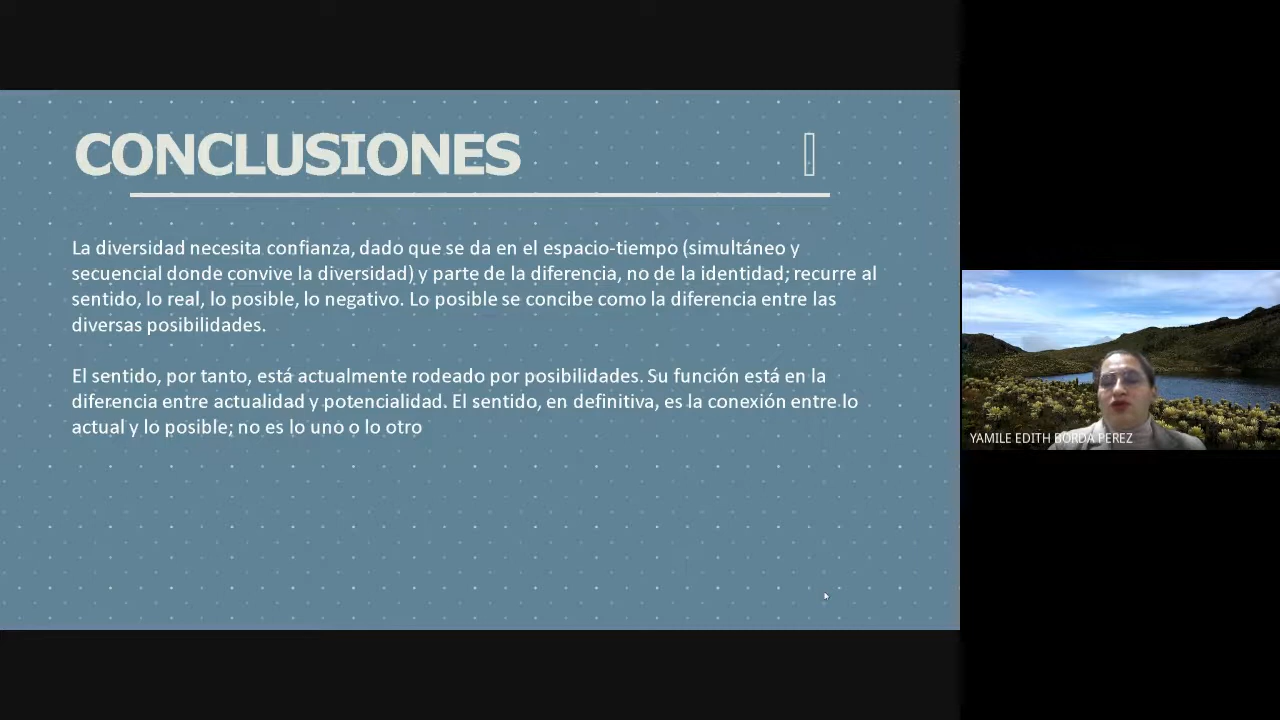 CONCLUSIONES
La diversidad necesita confianza, dado que se da en el espacio-tiempo (simultáneo y
secuencial donde convive la diversidad) y parte de la diferencia, no de la identidad; recurre al
sentido, lo real, lo posible, lo negativo. Lo posible se concibe como la diferencia entre las
diversas posibilidades.
El sentido, por tanto, está actualmente rodeado por posibilidades. Su función está en la
diferencia entre actualidad y potencialidad. El sentido, en definitiva, es la conexión entre lo
actual y lo posible; no es lo uno o lo otro
YAMILE EDITH BORDA PEREZ